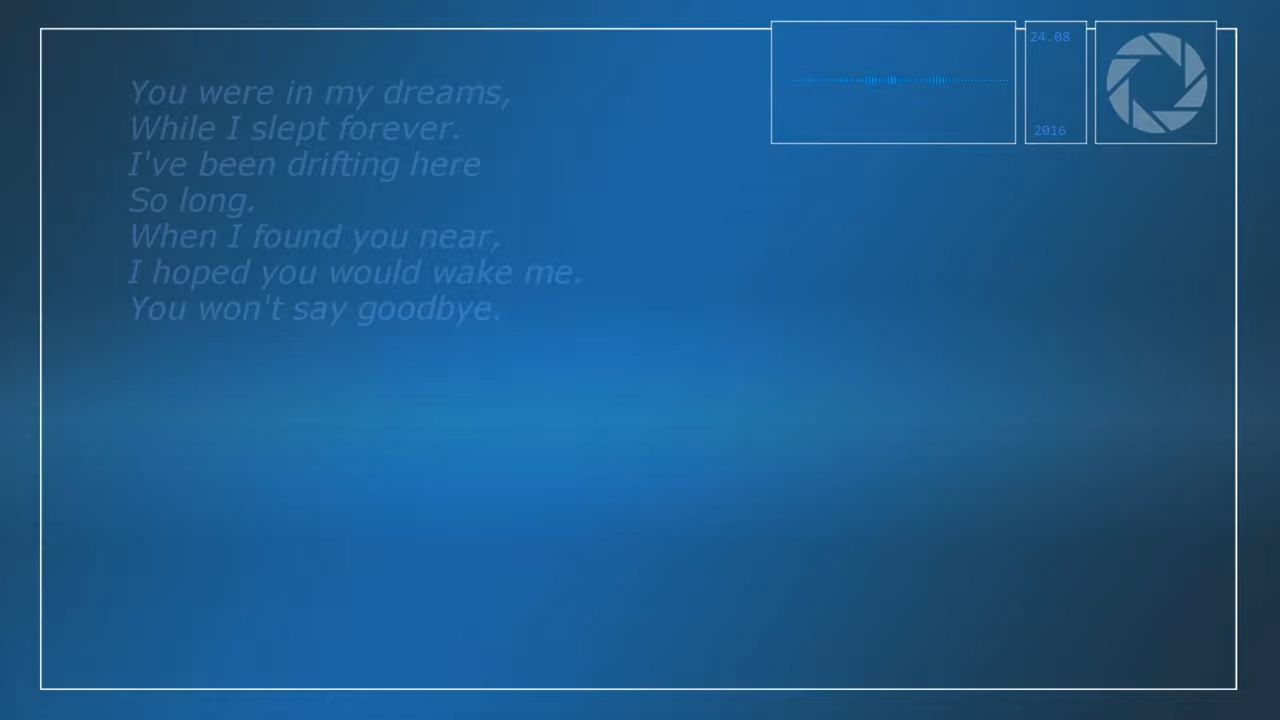 You were in my dreams,
While I slept forever.
I've been drifting here
So long.
When I found you near,
I hoped you would wake me.
You won't say goodbye.
24.08
2016